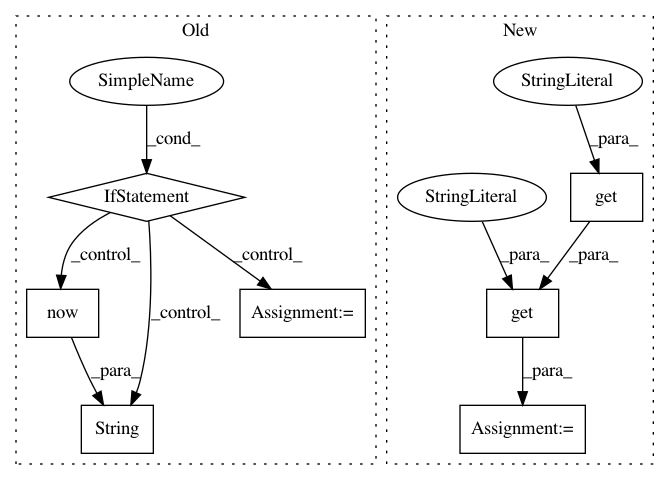 Old
New
SimpleName
StringLiteral
_cond_
_para_
IfStatement
StringLiteral
get
_control_
_control_
_control_
_para_
_para_
now
Assignment:=
get
_para_
_para_
String
Assignment:=